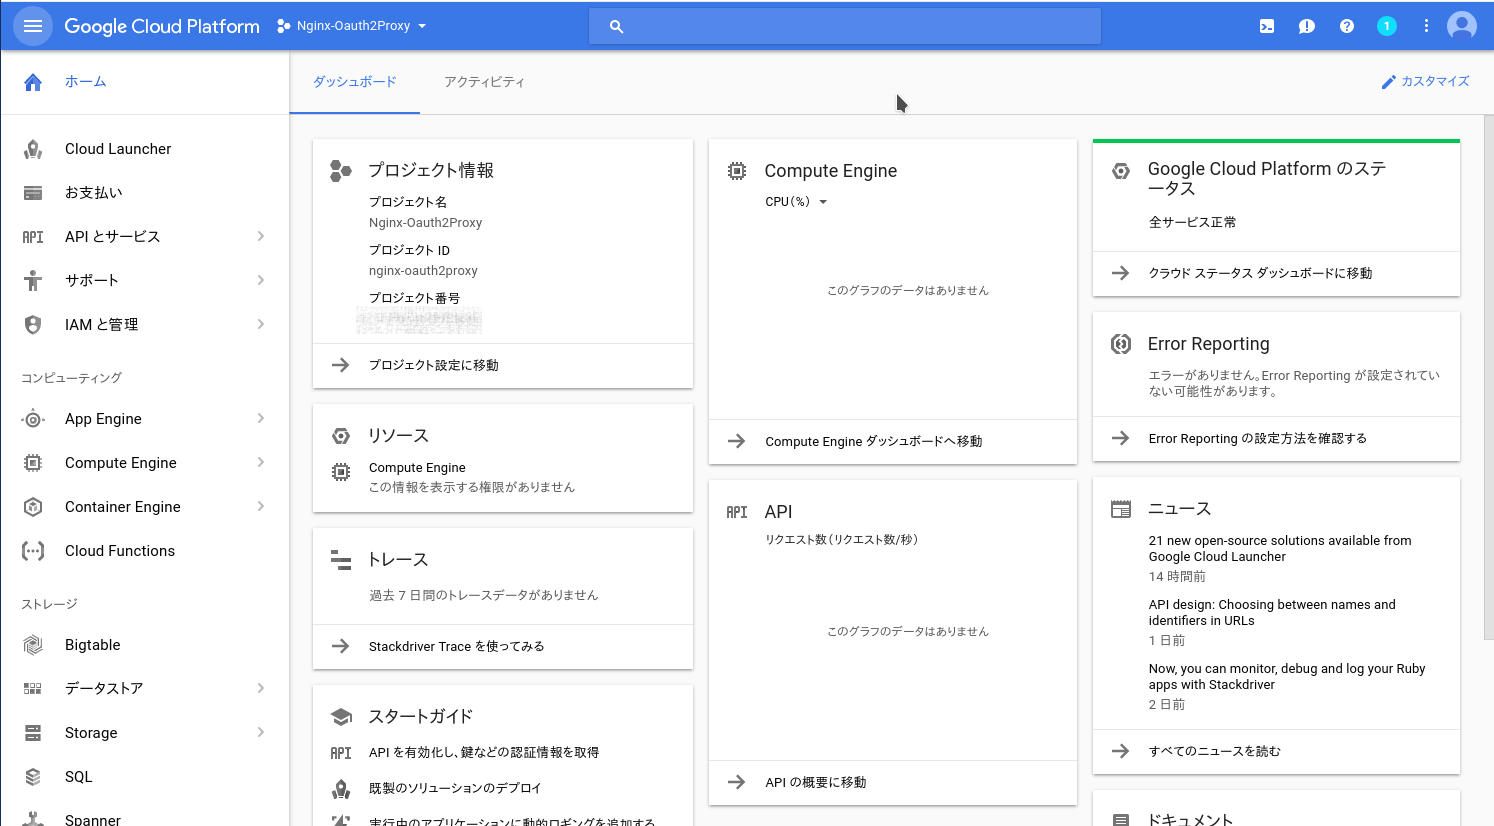 Google Cloud Platform
Nginx-Oauth2Proxy
1
ホーム
Cloud Launcher
お支払い
API API とサービス
サポート
IAM と管理
コンピューティング
App Engine
Compute Engine
Container Engine
Cloud Functions
ストレージ
Bigtable
データストア
Storage
SQL
Spanner
ダッシュボード
アクティビティ
カスタマイズ
プロジェクト情報
プロジェクト名
Nginx-Oauth2Proxy
プロジェクト ID
nginx-oauth2proxy
プロジェクト番号
プロジェクト設定に移動
リソース
Compute Engine
この情報を表示する権限がありません
トレース
過去 7 日間のトレースデータがありません
Stackdriver Trace を使ってみる
スタートガイド
API API を有効化し、鍵などの認証情報を取得
既製のソリューションのデプロイ
実行中のアプリケーションに動的ロギングを追加する
Compute Engine
CPU（%）
このグラフのデータはありません
Compute Engine ダッシュボードへ移動
API API
リクエスト数（リクエスト数/秒）
このグラフのデータはありません
API の概要に移動
Google Cloud Platform のステ
ータス
全サービス正常
クラウド ステータス ダッシュボードに移動
Error Reporting
エラーがありません。Error Reporting が設定されてい
ない可能性があります。
Error Reporting の設定方法を確認する
ニュース
21 new open-source solutions available from
Google Cloud Launcher
14 時間前
API design: Choosing between names and
identifiers in URLs
1 日前
Now, you can monitor, debug and log your Ruby
apps with Stackdriver
2 日前
すべてのニュースを読む
ドキュメント